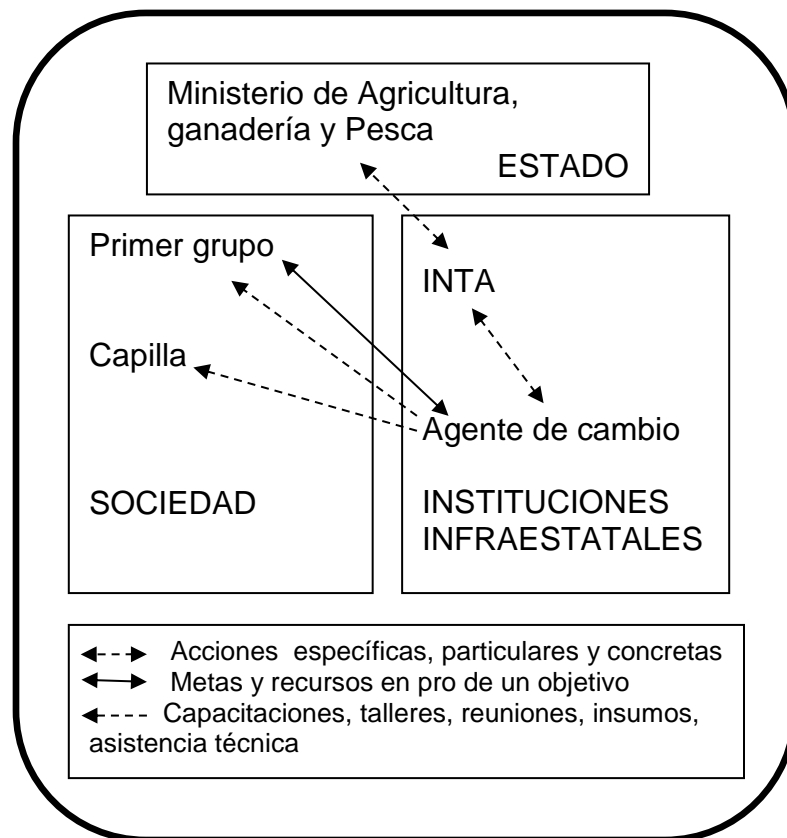 Ministerio de Agricultura,
ganadería y Pesca
ESTADO
Primer grupo
Capilla
SOCIEDAD
INTA
Agente de cambio
INSTITUCIONES
INFRAESTATALES
Acciones  específicas, particulares y concretas
Metas y recursos en pro de un objetivo
Capacitaciones, talleres, reuniones, insumos,
asistencia técnica